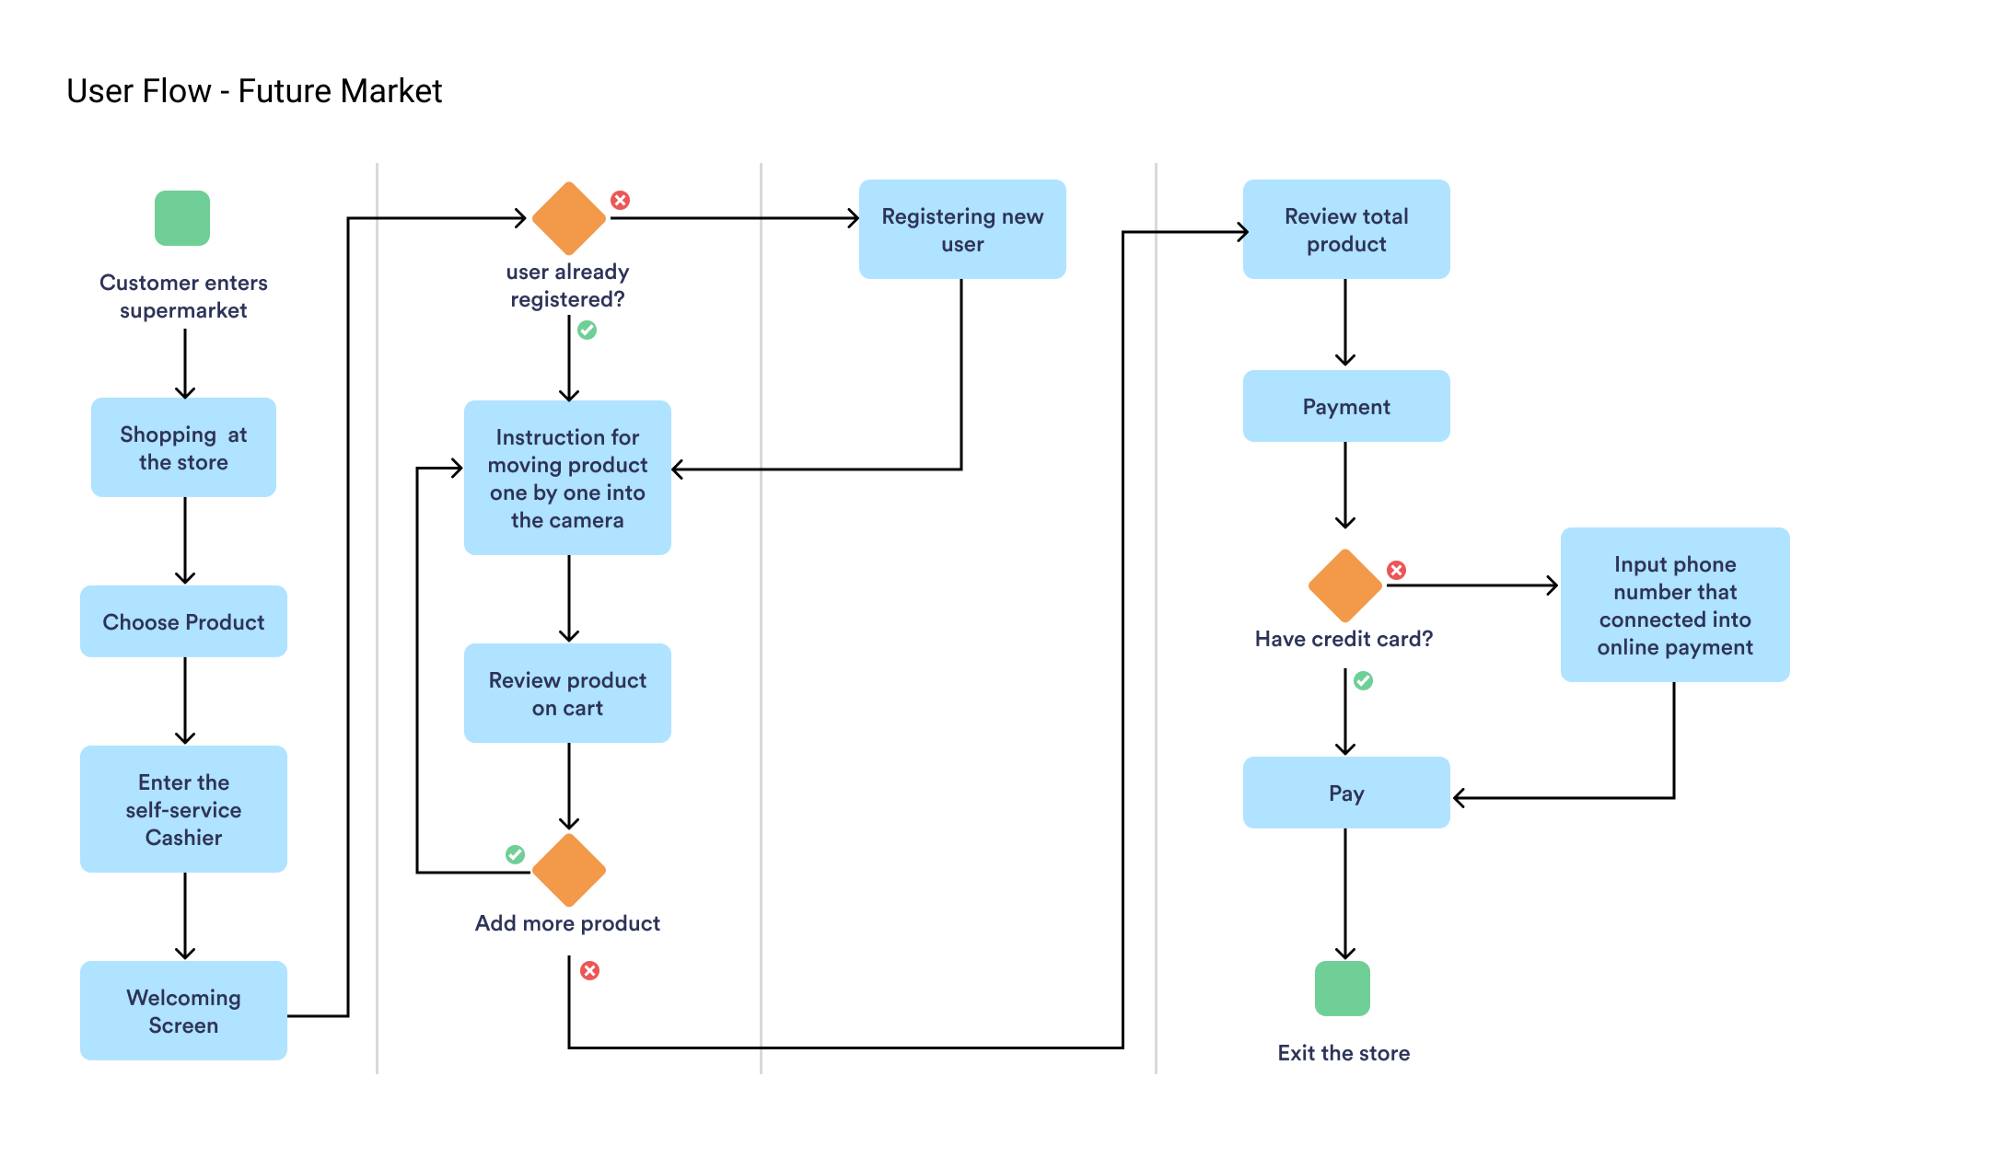 User Flow - Future Market
Customer enters
supermarket
Shopping at
the store
Choose Product
Enter the
self-service
Cashier
Welcoming
Screen
user already
registered?
Instruction for
moving product
one by one into
the camera
Review product
on cart
Add more product
Registering new
user
Review total
product
Payment
Have credit card?
Input phone
number that
connected into
online payment
Pay
Exit the store